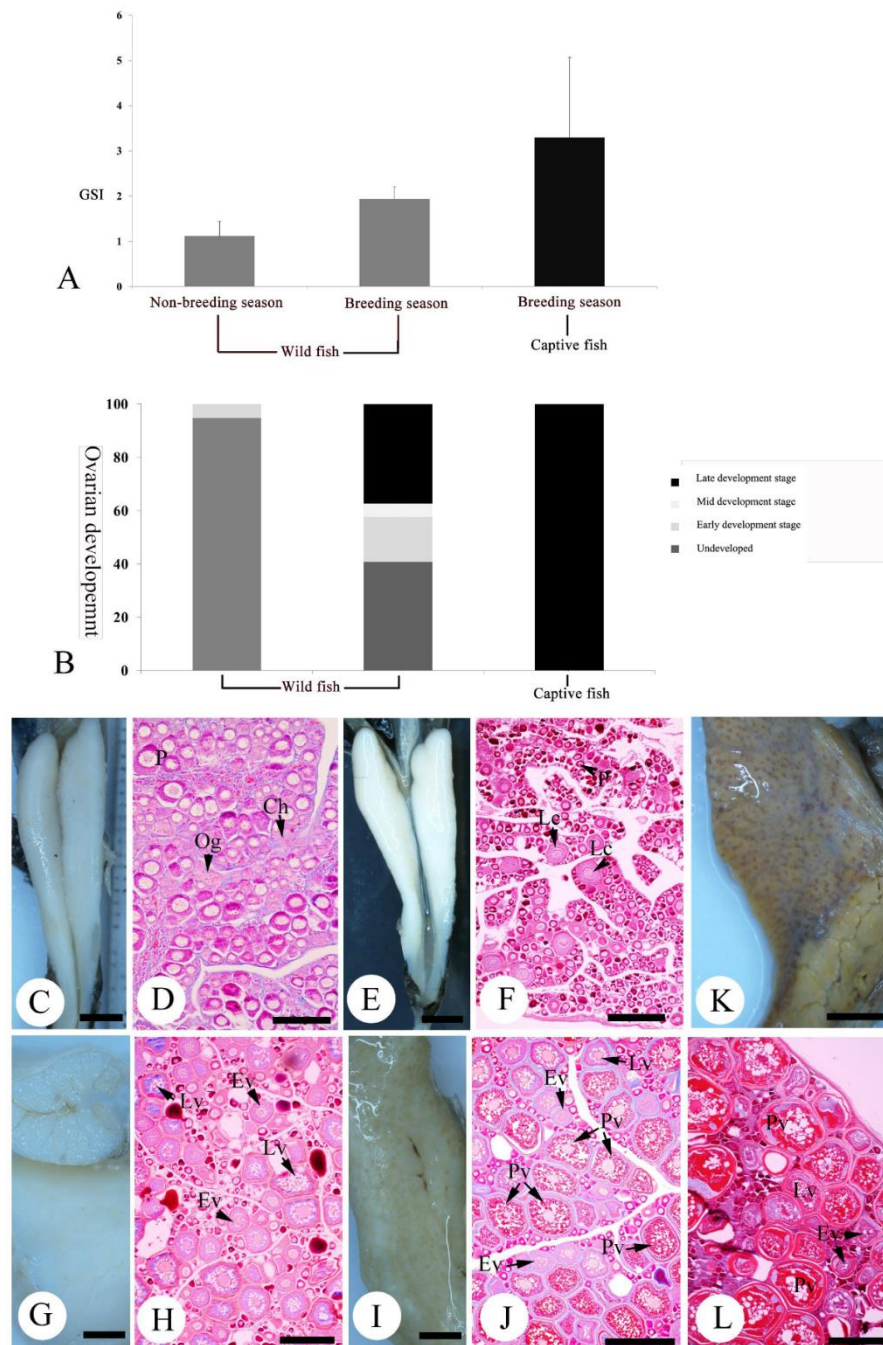 6
5
4
3
GSI
2
1
A
0
Non-breeding season Breeding season Breeding season
Wild fish Captive fish
100
80
60
40
20
0
Ovarian developemnt
B
Late development stage
Mid development stage
Early development stage
Undeveloped
Wild fish Captive fish
P Ch Og
P Lc Lc
C D E F K
Lv Ev Lv Ev
Ev Lv Pv Pv Pv Ev
Pv Lv Ev Pv
G H I J L